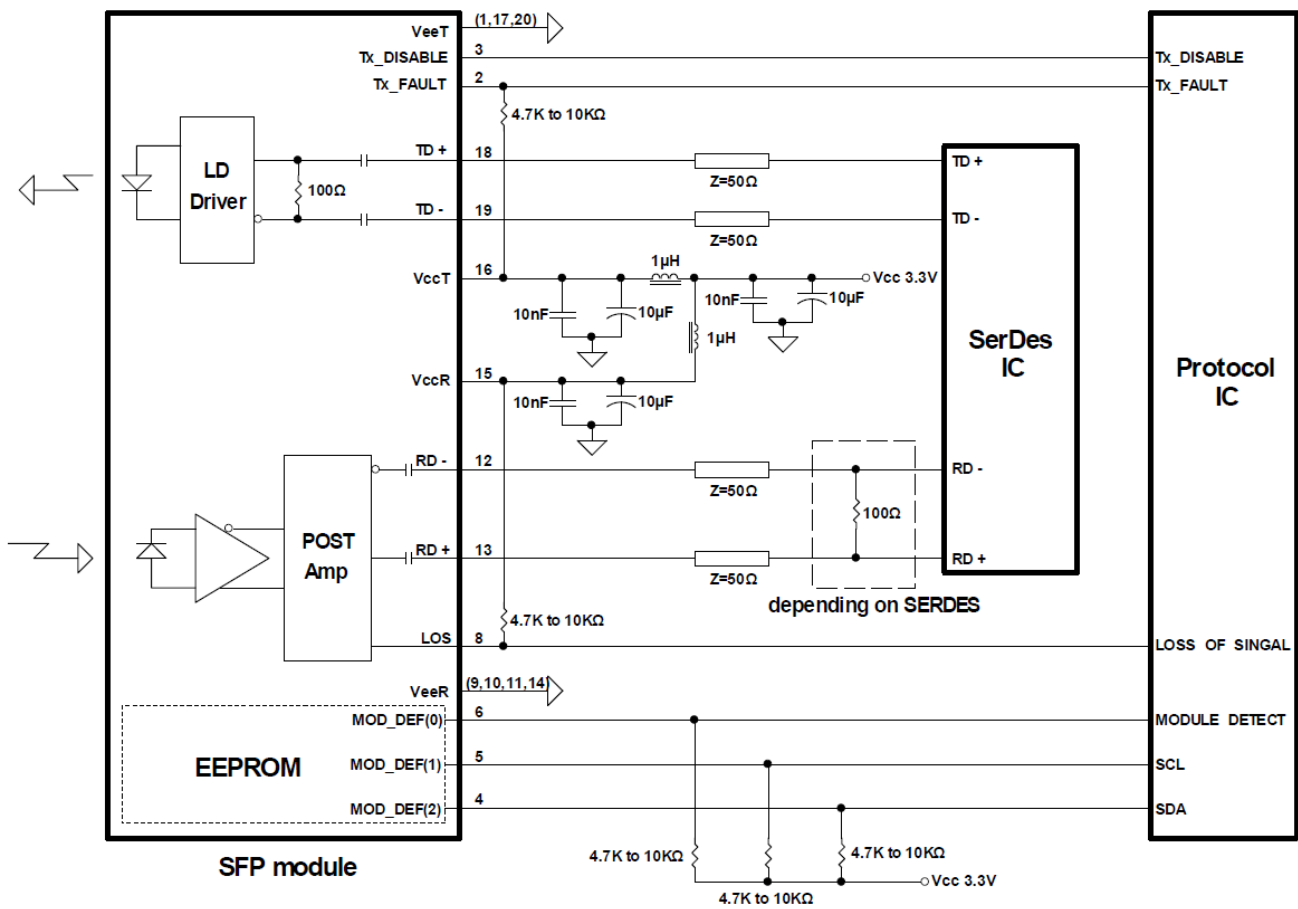 VeeT
(1,17,20)
Tx_DISABLE
3
Tx_DISABLE
Tx_FAULT
2
Tx_FAULT
4.7K to 10KΩ
LD
Driver
100Ω
TD +
18
Z=50Ω
TD +
TD -
19
Z=50Ω
TD -
VccT
16
1µH
Vcc 3.3V
10nF
10µF
10nF
10µF
1µH
SerDes
IC
VccR
15
10nF
10µF
Protocol
IC
RD -
12
Z=50Ω
RD -
100Ω
POST
Amp
RD +
13
Z=50Ω
RD +
depending on SERDES
4.7K to 10KΩ
LOS
8
LOSS OF SINGAL
VeeR
(9,10,11,14)
MOD_DEF(0)
6
MODULE DETECT
EEPROM
MOD_DEF(1)
5
SCL
MOD_DEF(2)
4
SDA
SFP module
4.7K to 10KΩ
4.7K to 10KΩ
4.7K to 10KΩ
Vcc 3.3V